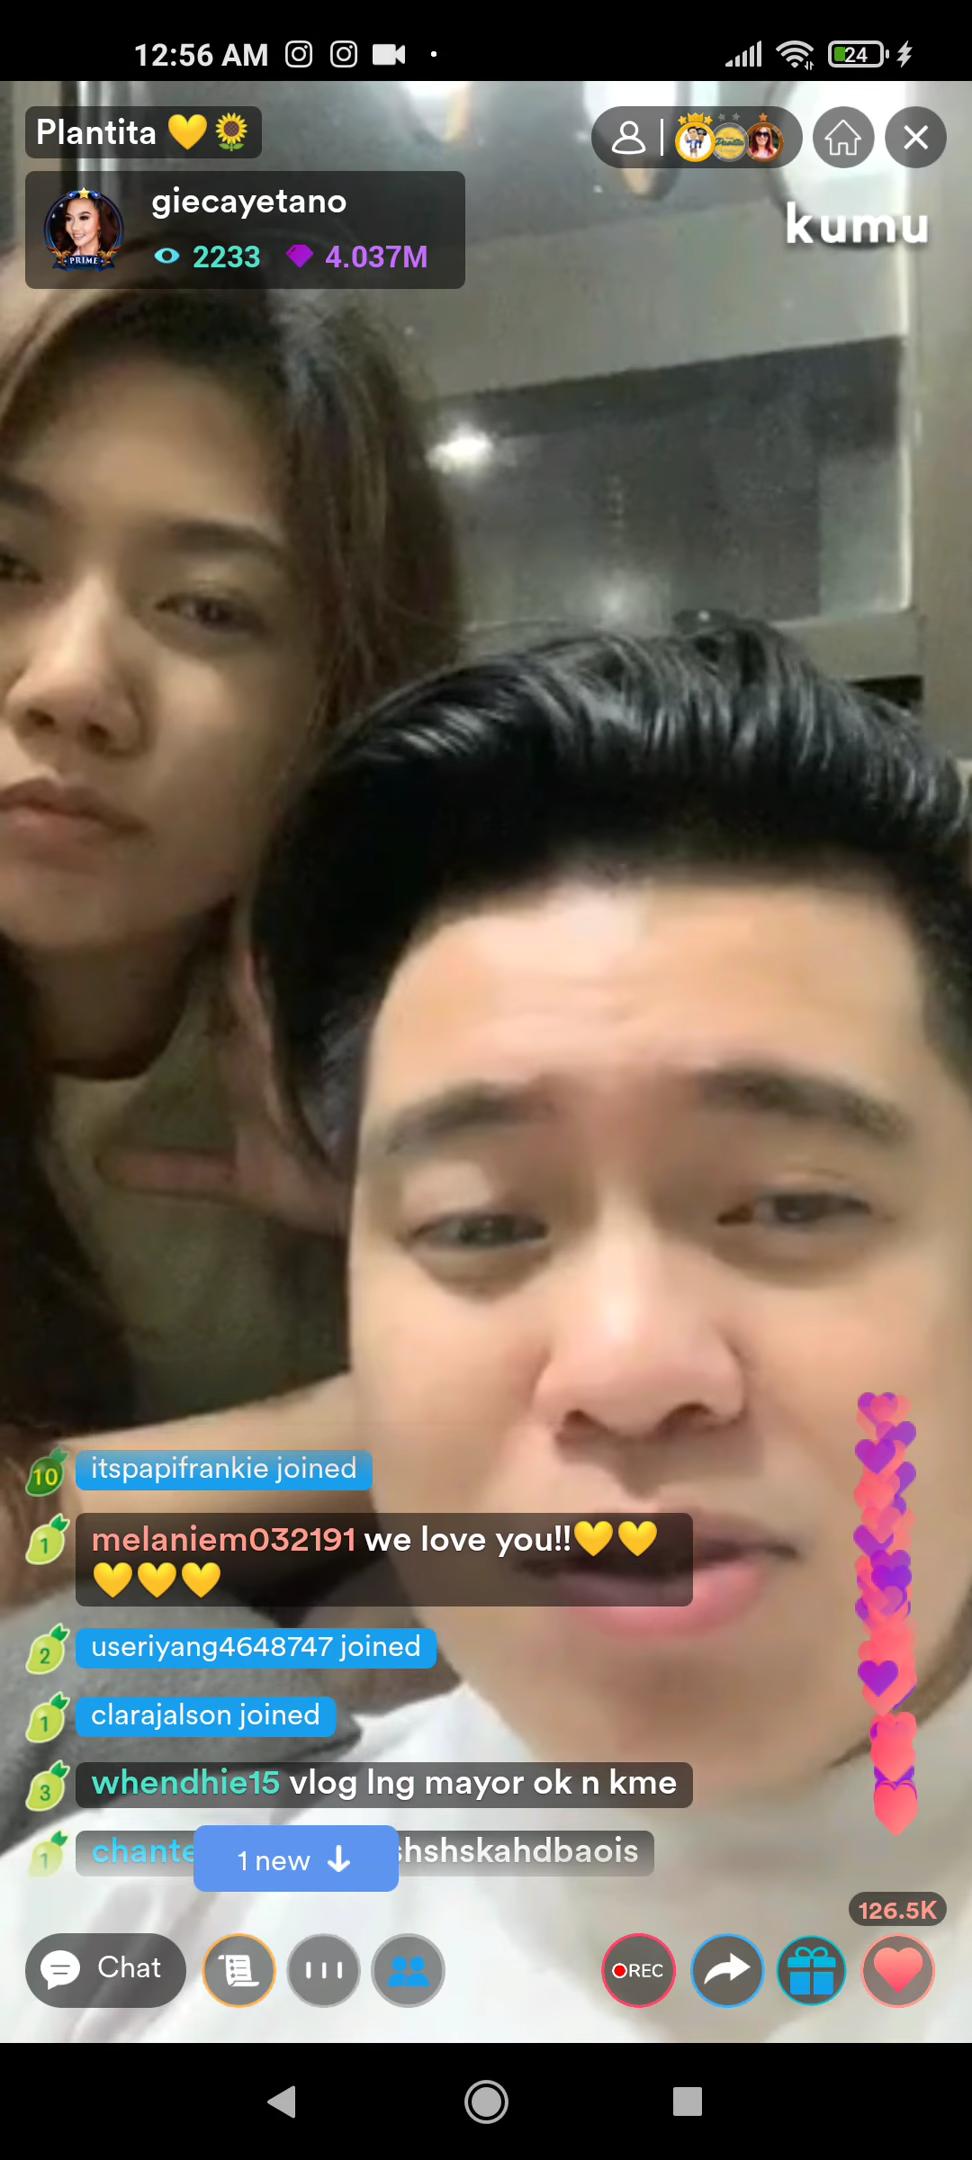 12:56 AM
24
Plantita 💛🌻
giecayetano
PRIME
2233 4.037M
kumu
10 itspapifrankie joined
1 melaniem032191 we love you!!💛💛
💛💛💛
2 useriyang4648747 joined
1 clarajalson joined
3 whendhie15 vlog lng mayor ok n kme
1
1 new ↓
126.5K
Chat
REC